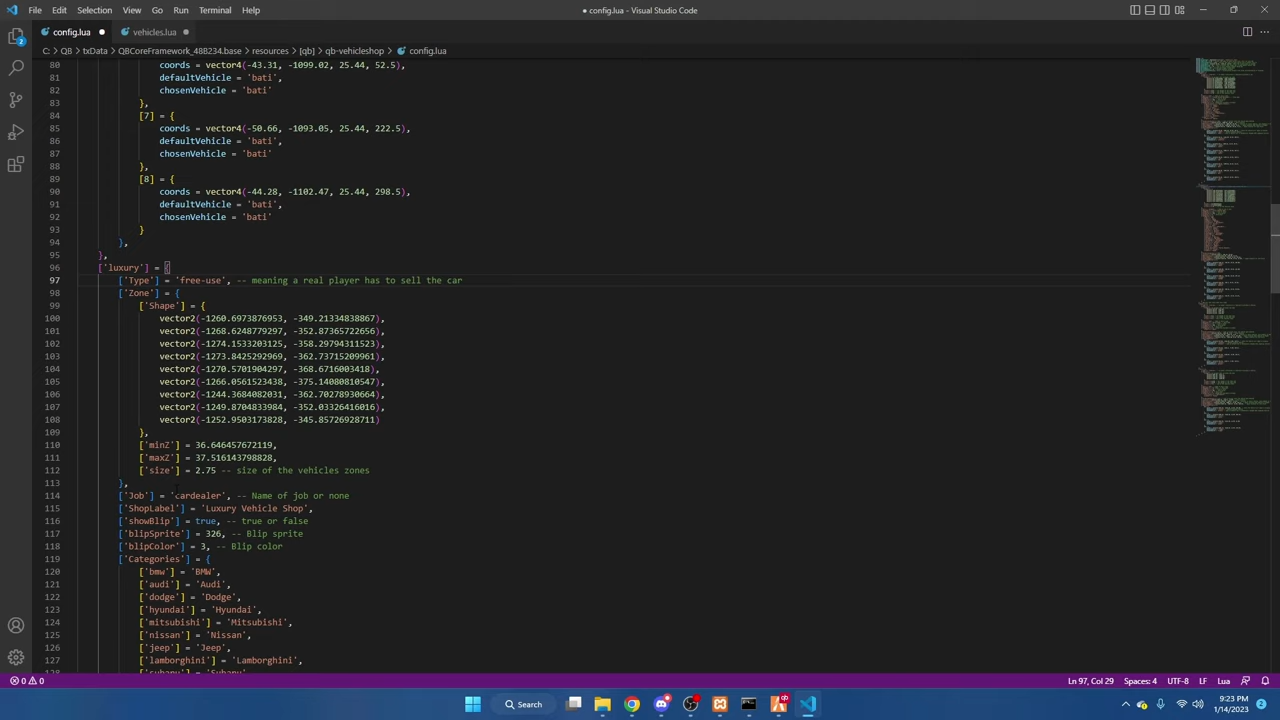 File Edit Selection View Go Run Terminal Help
● config.lua - Visual Studio Code
config.lua
vehicles.lua
C: > QB > txData > QBCoreFramework_48B234.base > resources > [qb] > qb-vehicleshop > config.lua
80 coords = vector4(-43.31, -1099.02, 25.44, 52.5),
81 defaultVehicle = 'bati',
82 chosenVehicle = 'bati'
83 },
84 [7] = {
85 coords = vector4(-50.66, -1093.05, 25.44, 222.5),
86 defaultVehicle = 'bati',
87 chosenVehicle = 'bati'
88 },
89 [8] = {
90 coords = vector4(-44.28, -1102.47, 25.44, 298.5),
91 defaultVehicle = 'bati',
92 chosenVehicle = 'bati'
93 }
94 },
95 },
96 ['luxury'] = {
97 ['Type'] = 'free-use', -- meaning a real player has to sell the car
98 ['Zone'] = {
99 ['Shape'] = {
100 vector2(-1260.6973876953, -349.21334838867),
101 vector2(-1268.6248779297, -352.87365722656),
102 vector2(-1274.1533203125, -358.29794311523),
103 vector2(-1273.8425292969, -362.73715209961),
104 vector2(-1270.5701904297, -368.6716003418),
105 vector2(-1266.0561523438, -375.14080810547),
106 vector2(-1244.3684082031, -362.70278930664),
107 vector2(-1249.8704833984, -352.03326416016),
108 vector2(-1252.9503173828, -345.85726928711)
109 },
110 ['minZ'] = 36.646457672119,
111 ['maxZ'] = 37.516143798828,
112 ['size'] = 2.75 -- size of the vehicles zones
113 },
114 ['Job'] = 'cardealer', -- Name of job or none
115 ['ShopLabel'] = 'Luxury Vehicle Shop',
116 ['showBlip'] = true, -- true or false
117 ['blipSprite'] = 326, -- Blip sprite
118 ['blipColor'] = 3, -- Blip color
119 ['Categories'] = {
120 ['bmw'] = 'BMW',
121 ['audi'] = 'Audi',
122 ['dodge'] = 'Dodge',
123 ['hyundai'] = 'Hyundai',
124 ['mitsubishi'] = 'Mitsubishi',
125 ['nissan'] = 'Nissan',
126 ['jeep'] = 'Jeep',
127 ['lamborghini'] = 'Lamborghini',
128 ['subaru'] = 'Subaru',
0 0 Ln 97, Col 29 Spaces: 4 UTF-8 LF Lua
Search
9:23 PM
1/14/2023